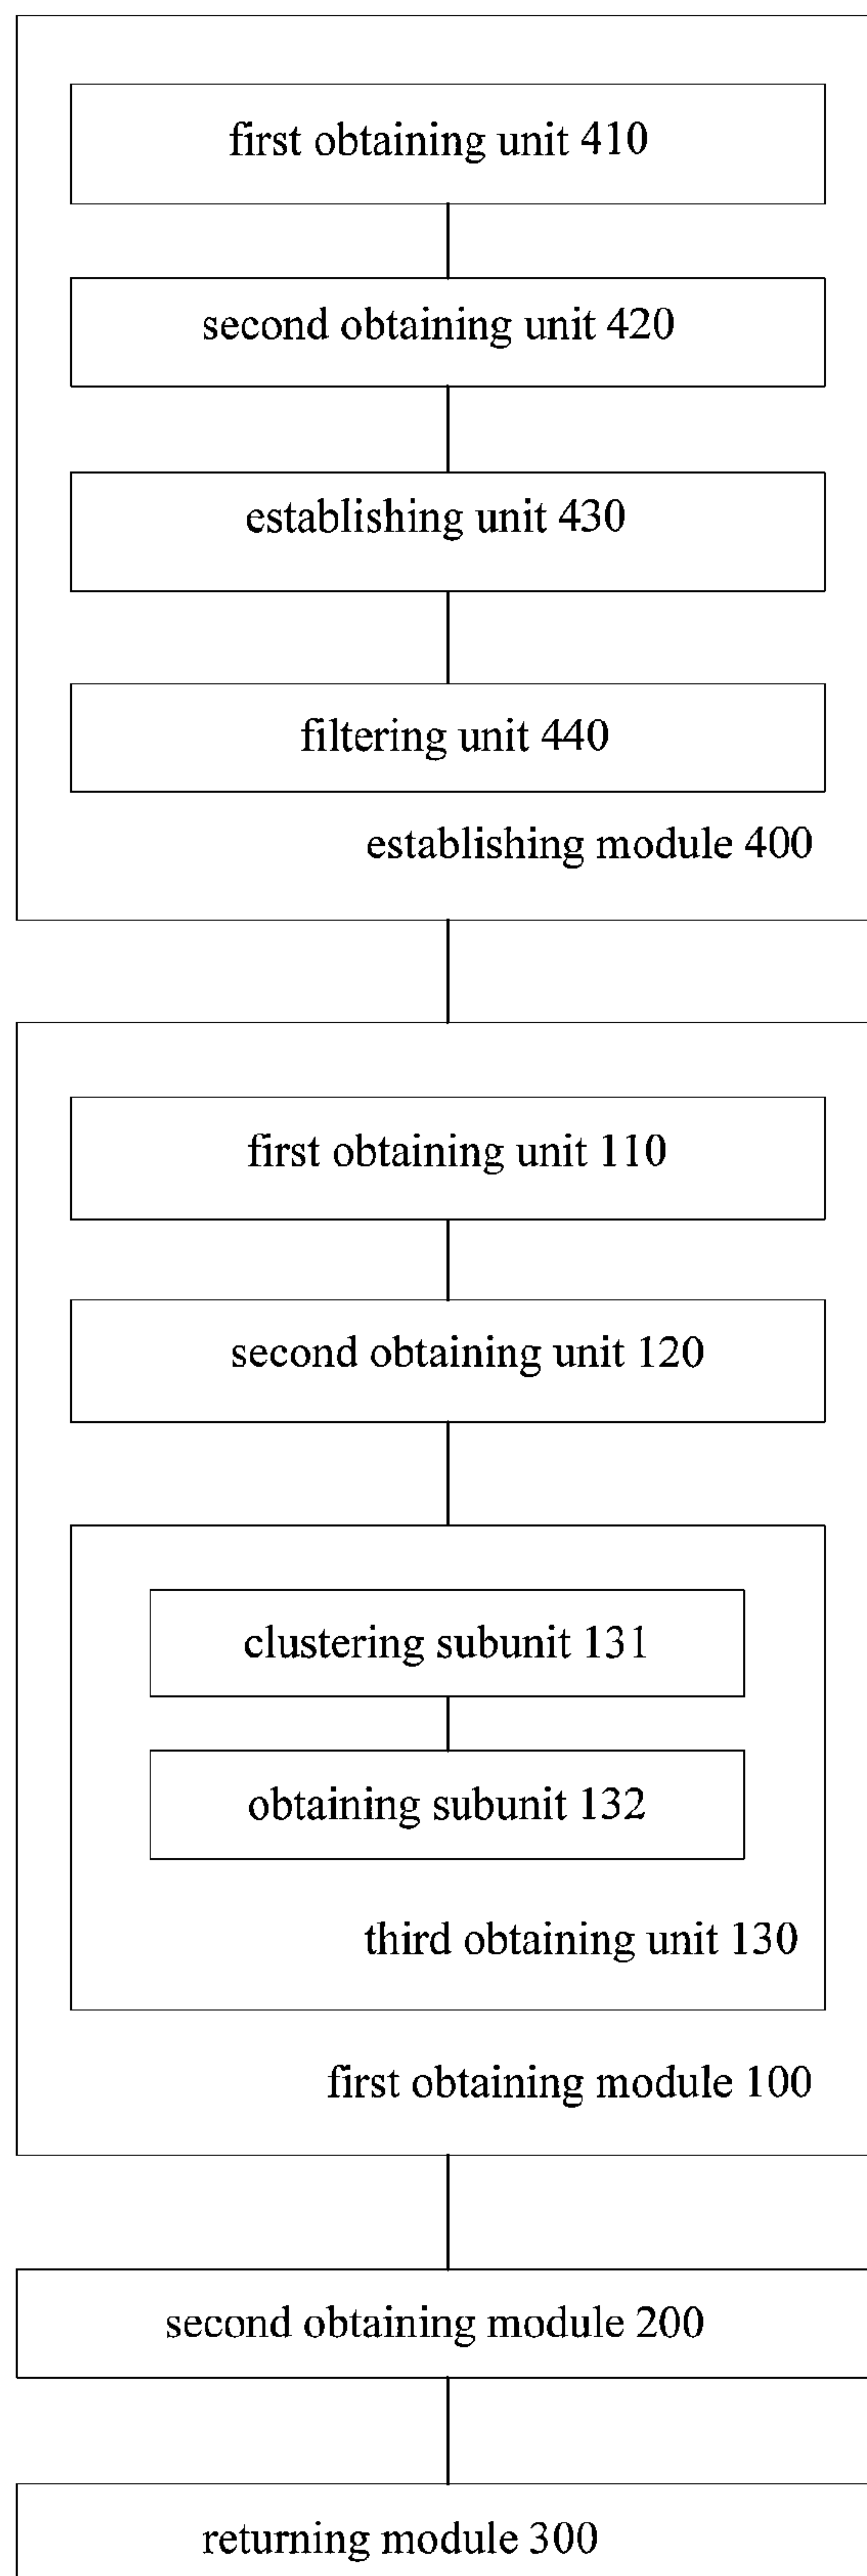 first obtaining unit 410
second obtaining unit 420
establishing unit 430
filtering unit 440
establishing module 400
first obtaining unit 110
second obtaining unit 120
clustering subunit 131
obtaining subunit 132
third obtaining unit 130
first obtaining module 100
second obtaining module 200
returning module 300